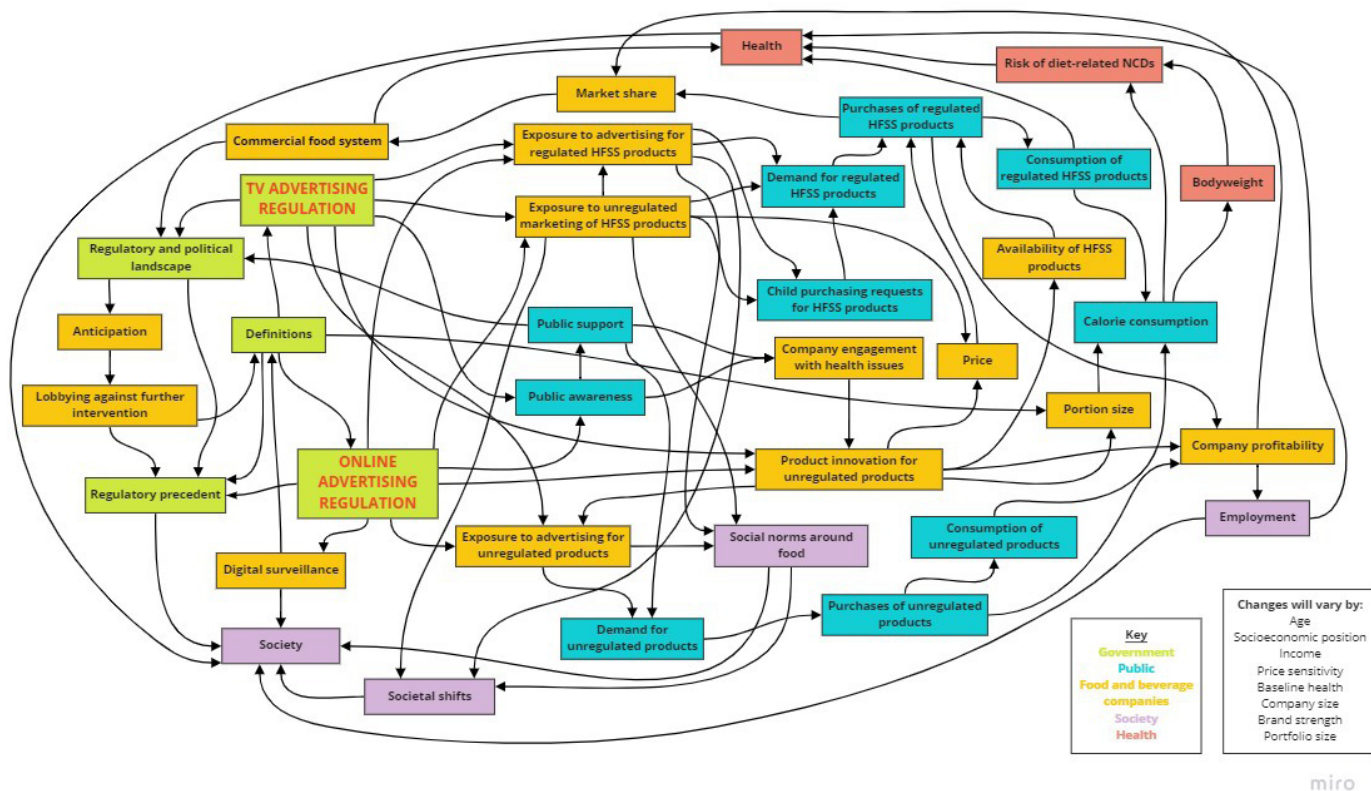 Health
Risk of diet-related NCDs
Market share
Purchases of regulated
HFSS products
Commercial food system
Exposure to advertising for
regulated HFSS products
Demand for regulated
HFSS products
Consumption of
regulated HFSS products
Bodyweight
TV ADVERTISING
REGULATION
Exposure to unregulated
marketing of HFSS products
Regulatory and political
landscape
Availability of HFSS
products
Child purchasing requests
for HFSS products
Anticipation
Definitions
Public support
Calorie consumption
Company engagement
with health issues
Price
Lobbying against further
intervention
Public awareness
Portion size
Company profitability
ONLINE
ADVERTISING
REGULATION
Product innovation for
unregulated products
Regulatory precedent
Employment
Exposure to advertising for
unregulated products
Social norms around
food
Consumption of
unregulated products
Digital surveillance
Purchases of unregulated
products
Demand for
unregulated products
Society
Societal shifts
Key
Government
Public
Food and beverage
companies
Society
Health
Changes will vary by:
Age
Socioeconomic position
Income
Price sensitivity
Baseline health
Company size
Brand strength
Portfolio size
miro